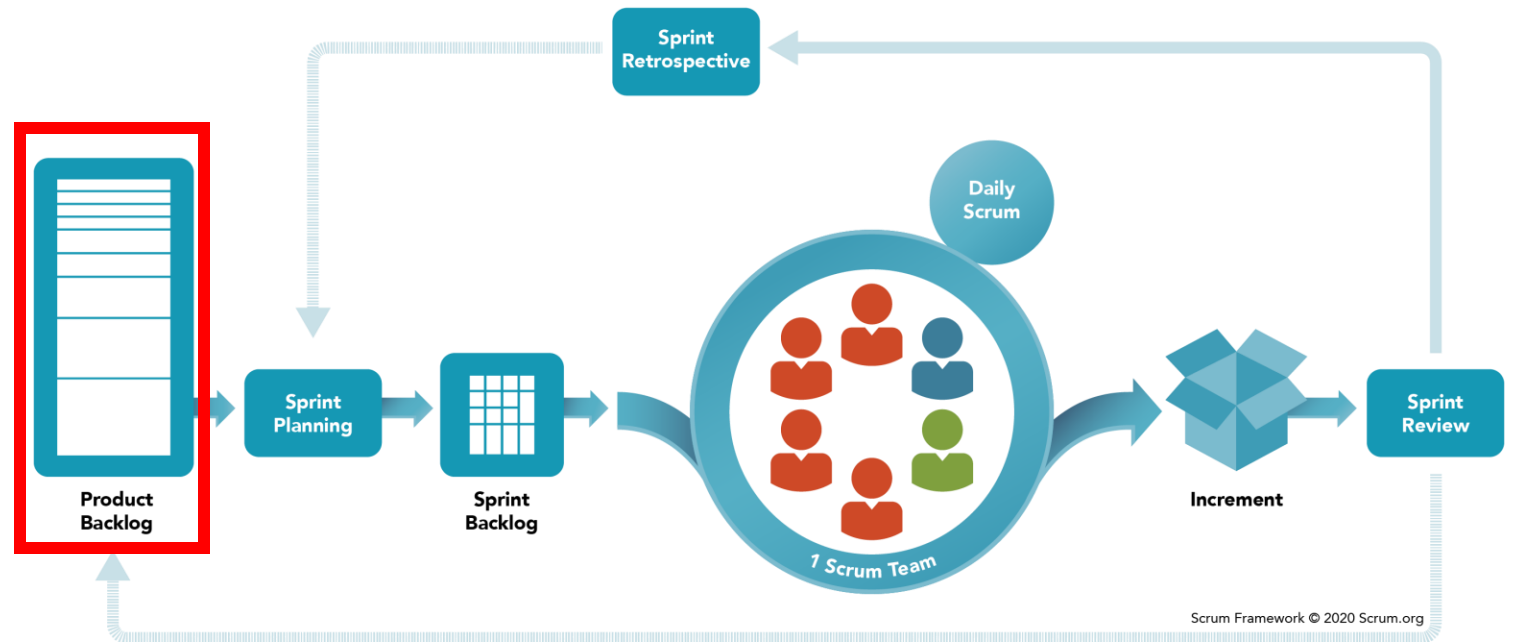 Sprint
Retrospective
Daily
Scrum
Sprint
Planning
Sprint
Review
Product
Backlog
Sprint
Backlog
Increment
1 Scrum Team
Scrum Framework © 2020 Scrum.org